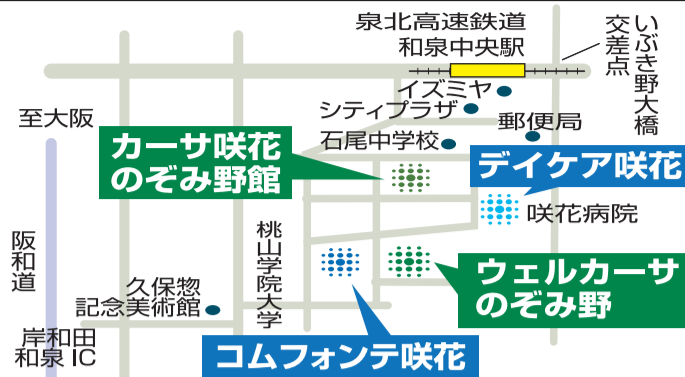 泉北高速鉄道
和泉中央駅
いぶき野大橋
交差点
イズミヤ
シティプラザ
至大阪
石尾中学校
郵便局
カーサ咲花
のぞみ野館
デイケア咲花
咲花病院
阪和道
桃山学院大学
久保惣
記念美術館
ウェルカーサ
のぞみ野
岸和田
和泉IC
コムフォンテ咲花